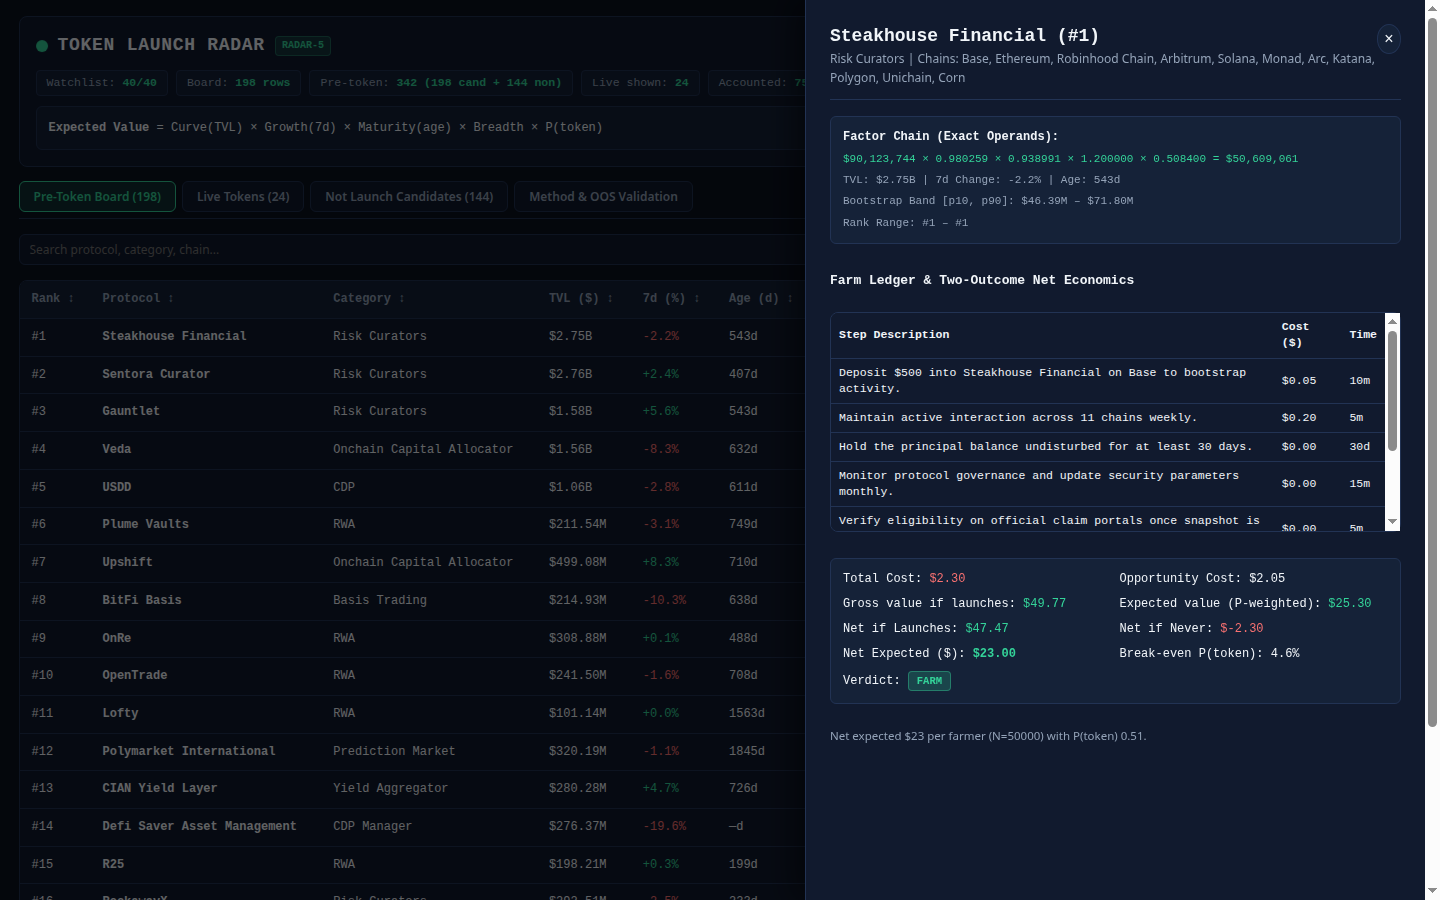 TOKEN LAUNCH RADAR RADAR-5
Watchlist: 40/40 Board: 198 rows Pre-token: 342 (198 cand + 144 non) Live shown: 24 Accounted: 75
Expected Value = Curve(TVL) × Growth(7d) × Maturity(age) × Breadth × P(token)
Pre-Token Board (198) Live Tokens (24) Not Launch Candidates (144) Method & OOS Validation
Search protocol, category, chain...
Rank ↕ Protocol ↕ Category ↕ TVL ($) ↕ 7d (%) ↕ Age (d) ↕
#1 Steakhouse Financial Risk Curators $2.75B -2.2% 543d
#2 Sentora Curator Risk Curators $2.76B +2.4% 407d
#3 Gauntlet Risk Curators $1.58B +5.6% 543d
#4 Veda Onchain Capital Allocator $1.56B -8.3% 632d
#5 USDD CDP $1.06B -2.8% 611d
#6 Plume Vaults RWA $211.54M -3.1% 749d
#7 Upshift Onchain Capital Allocator $499.08M +8.3% 710d
#8 BitFi Basis Basis Trading $214.93M -10.3% 638d
#9 OnRe RWA $308.88M +0.1% 488d
#10 OpenTrade RWA $241.50M -1.6% 708d
#11 Lofty RWA $101.14M +0.0% 1563d
#12 Polymarket International Prediction Market $320.19M -1.1% 1845d
#13 CIAN Yield Layer Yield Aggregator $280.28M +4.7% 726d
#14 Defi Saver Asset Management CDP Manager $276.37M -19.6% —d
#15 R25 RWA $198.21M +0.3% 199d
Steakhouse Financial (#1)
×
Risk Curators | Chains: Base, Ethereum, Robinhood Chain, Arbitrum, Solana, Monad, Arc, Katana,
Polygon, Unichain, Corn
Factor Chain (Exact Operands):
$90,123,744 × 0.980259 × 0.938991 × 1.200000 × 0.508400 = $50,609,061
TVL: $2.75B | 7d Change: -2.2% | Age: 543d
Bootstrap Band [p10, p90]: $46.39M – $71.80M
Rank Range: #1 – #1
Farm Ledger & Two-Outcome Net Economics
Step Description Cost ($) Time
Deposit $500 into Steakhouse Financial on Base to bootstrap
activity. $0.05 10m
Maintain active interaction across 11 chains weekly. $0.20 5m
Hold the principal balance undisturbed for at least 30 days. $0.00 30d
Monitor protocol governance and update security parameters
monthly. $0.00 15m
Verify eligibility on official claim portals once snapshot is
$0.00 5m
Total Cost: $2.30 Opportunity Cost: $2.05
Gross value if launches: $49.77 Expected value (P-weighted): $25.30
Net if Launches: $47.47 Net if Never: $-2.30
Net Expected ($): $23.00 Break-even P(token): 4.6%
Verdict: FARM
Net expected $23 per farmer (N=50000) with P(token) 0.51.